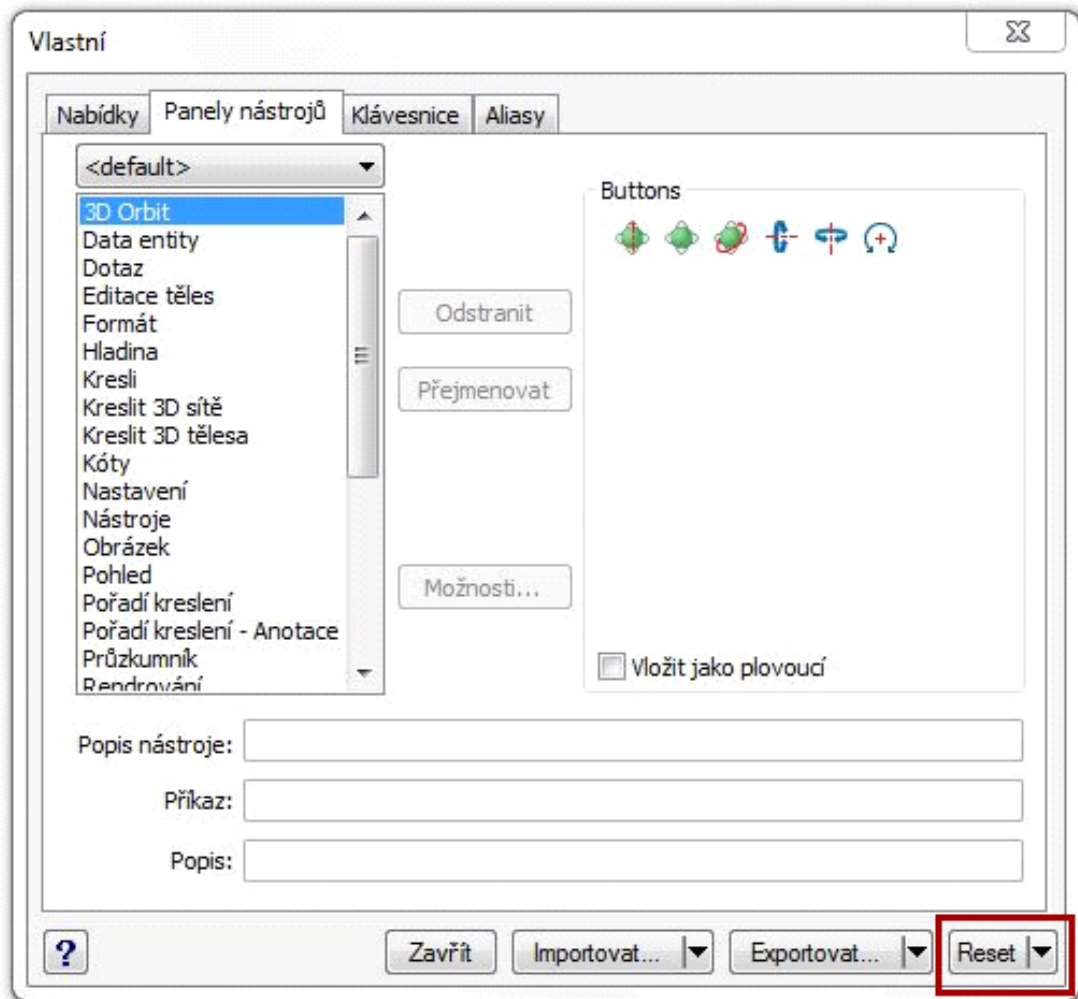 Vlastní
Nabídky Panely nástrojů Klávesnice Aliasy
<default>
3D Orbit
Data entity
Dotaz
Editace těles
Formát
Hladina
Kresli
Kreslit 3D sítě
Kreslit 3D tělesa
Kóty
Nastavení
Nástroje
Obrázek
Pohled
Pořadí kreslení
Pořadí kreslení - Anotace
Průzkumník
Rendrování
Odstranit
Přejmenovat
Možnosti...
Buttons
Vložit jako plovoucí
Popis nástroje:
Příkaz:
Popis:
? Zavřít Importovat... Exportovat... Reset